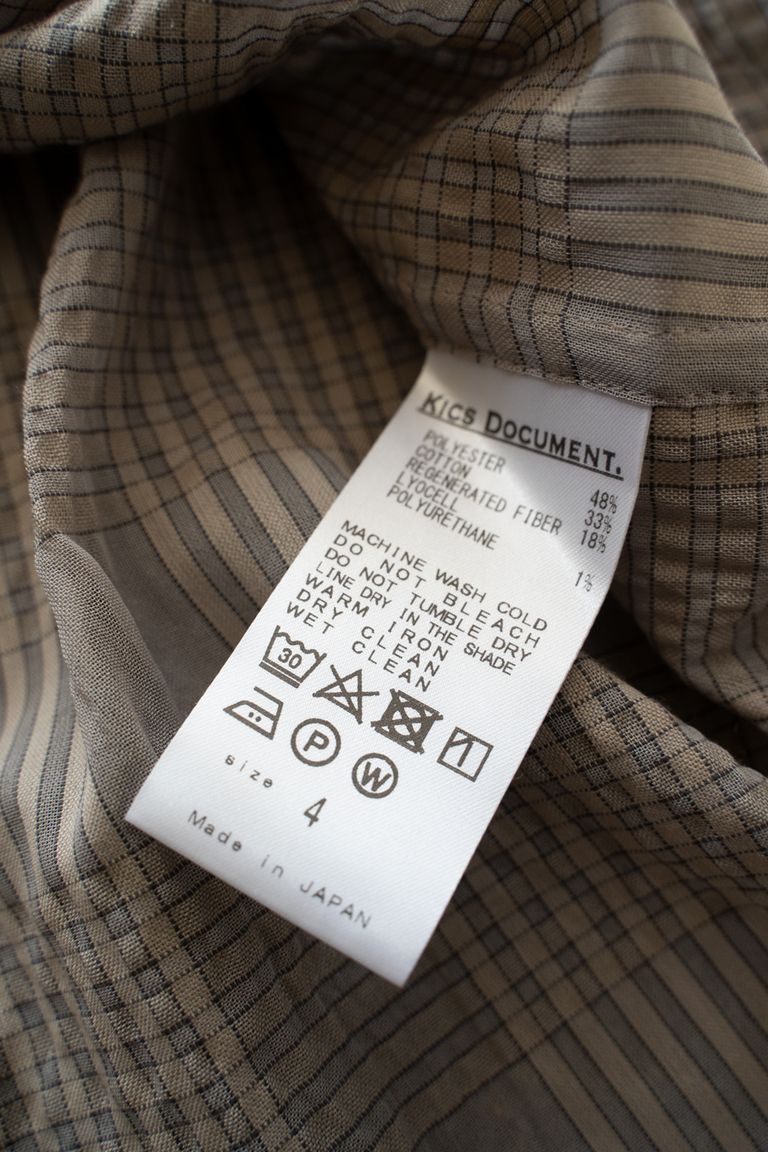 KICS DOCUMENT.
POLYESTER 48%
COTTON 33%
REGENERATED FIBER 18%
LYOCELL
POLYURETHANE 1%
MACHINE WASH COLD
DO NOT BLEACH
DO NOT TUMBLE DRY
LINE DRY IN THE SHADE
WARM IRON
DRY CLEAN
WET CLEAN
30
P
W
size 4
Made in JAPAN